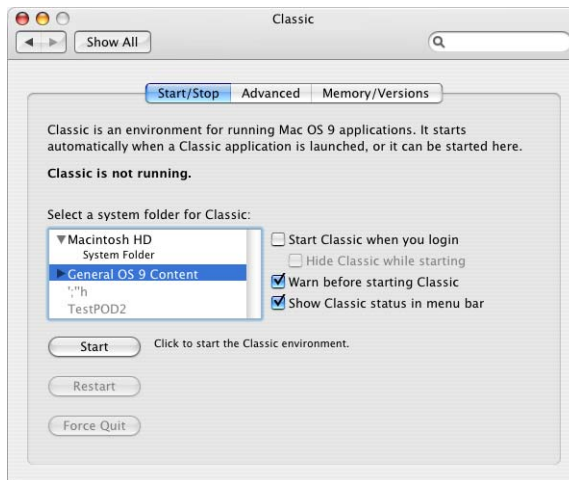 Classic
Show All
Start/Stop Advanced Memory/Versions
Classic is an environment for running Mac OS 9 applications. It starts
automatically when a Classic application is launched, or it can be started here.
Classic is not running.
Select a system folder for Classic:
Macintosh HD
System Folder
General OS 9 Content
';"h
TestPOD2
Start Classic when you login
Hide Classic while starting
Warn before starting Classic
Show Classic status in menu bar
Start Click to start the Classic environment.
Restart
Force Quit